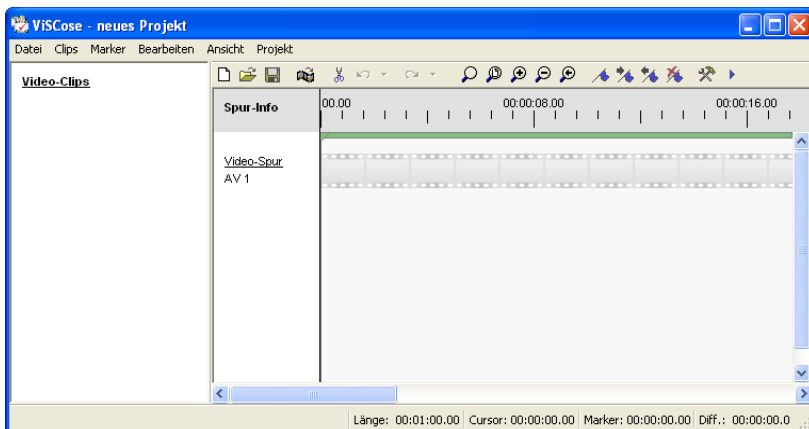 ViSCose - neues Projekt
Datei Clips Marker Bearbeiten Ansicht Projekt
Video-Clips
Spur-Info
00.00 00:00:08.00 00:00:16.00
Video-Spur
AV 1
Länge: 00:01:00.00 Cursor: 00:00:00.00 Marker: 00:00:00.00 Diff.: 00:00:00.0